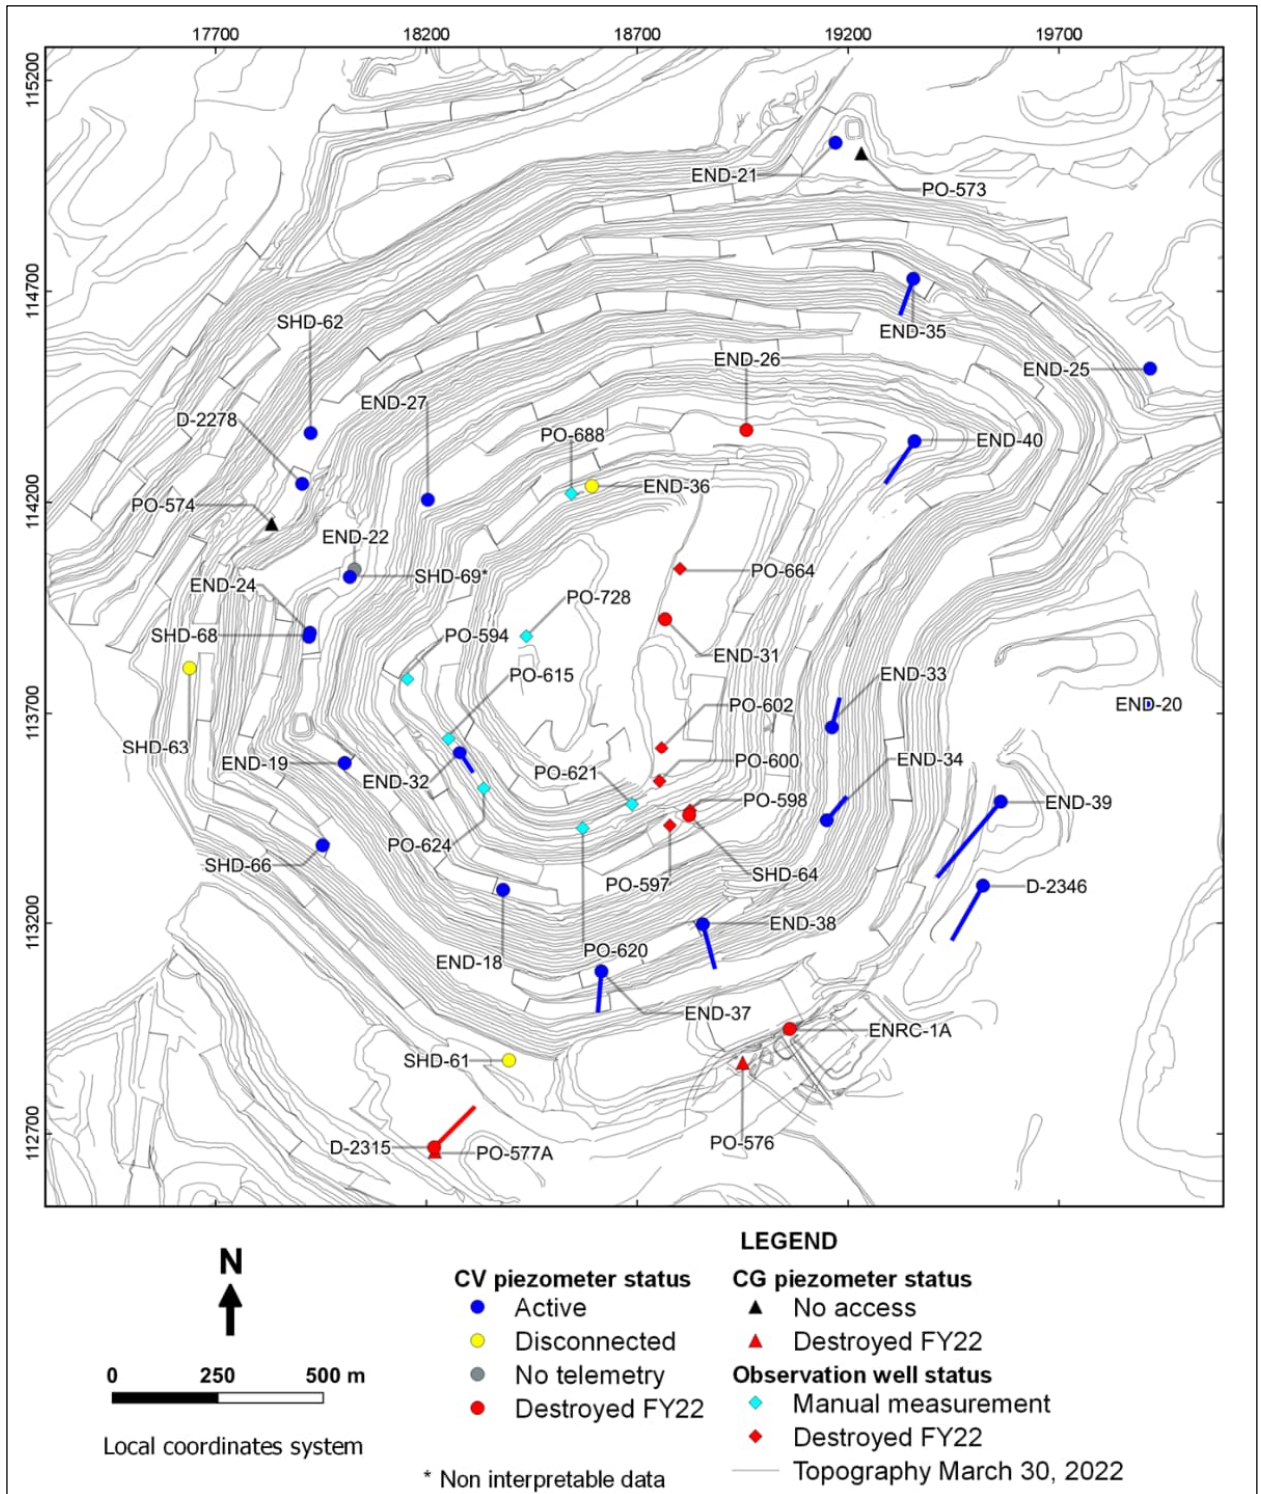 17700 18200 18700 19200 19700
115200
114700
114200
113700
113200
112700
END-21
PO-573
SHD-62
END-35
END-26
END-25
END-27
D-2278
PO-688
END-40
END-36
PO-574
END-22
SHD-69*
PO-664
END-24
PO-728
SHD-68
PO-594
END-31
PO-615
END-33
PO-602
END-20
SHD-63
END-19
END-32
PO-621
PO-600
END-34
PO-598
END-39
PO-624
SHD-66
PO-597
SHD-64
D-2346
END-38
PO-620
END-18
END-37
ENRC-1A
SHD-61
PO-576
D-2315
PO-577A
N
0 250 500 m
Local coordinates system
LEGEND
CV piezometer status
Active
Disconnected
No telemetry
Destroyed FY22
* Non interpretable data
CG piezometer status
No access
Destroyed FY22
Observation well status
Manual measurement
Destroyed FY22
Topography March 30, 2022